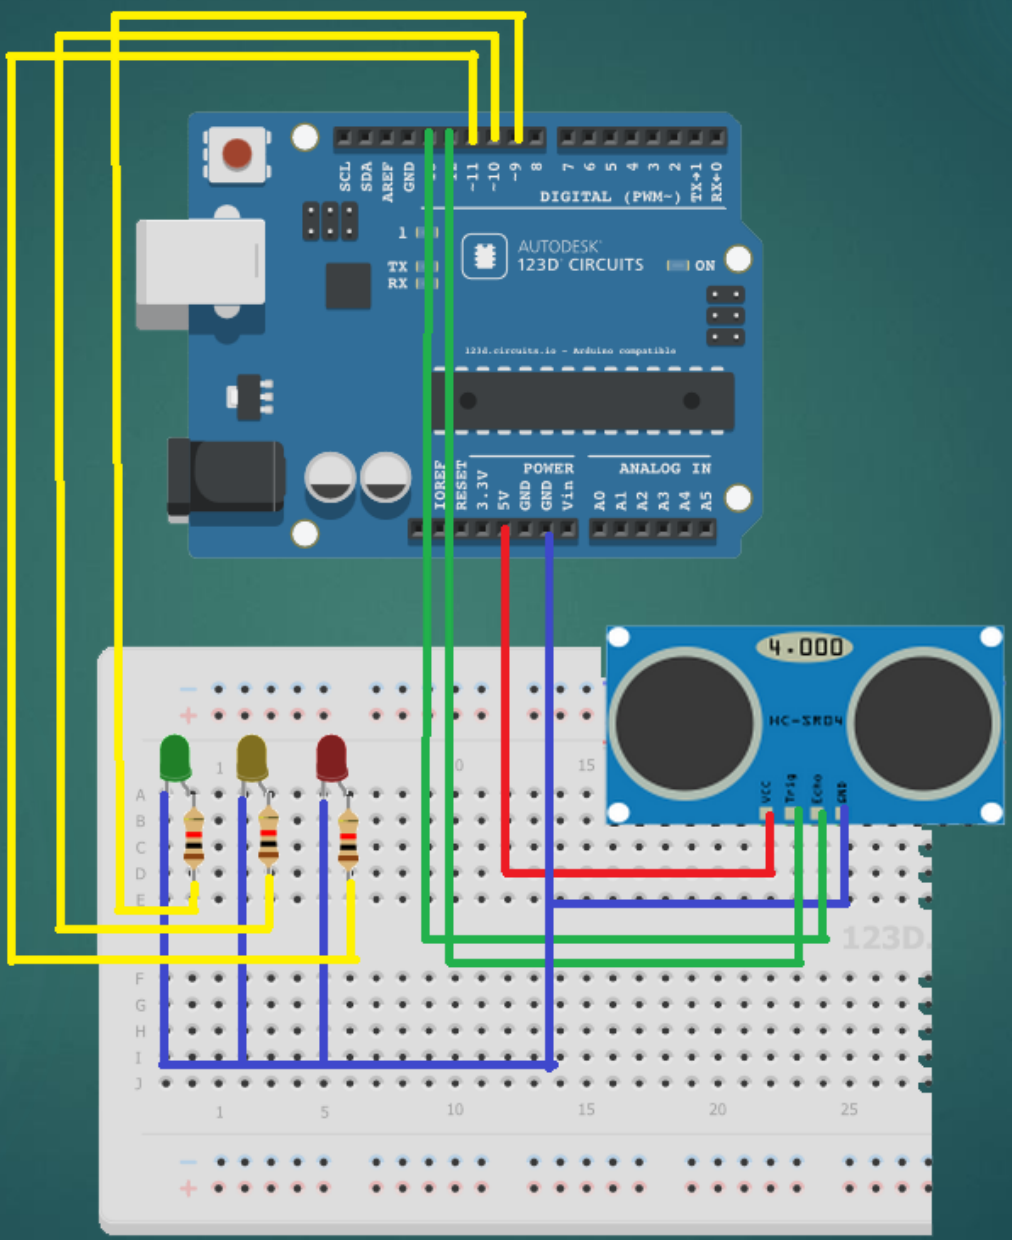 SCL
SDA
AREF
GND
~11
~10
~9
8
7
6
5
4
3
2
TX→1
RX←0
DIGITAL (PWM~)
1
TX
RX
AUTODESK
123D CIRCUITS
ON
123d.circuits.io - Arduino compatible
IOREF
RESET
3.3V
5V
GND
GND
Vin
POWER
ANALOG IN
A0
A1
A2
A3
A4
A5
4.000
HC-SR04
VCC
Trig
Echo
GND
- 
+
1
15
A
B
C
D
E
123D.
F
G
H
I
J
1 5 10 15 20 25
-
+